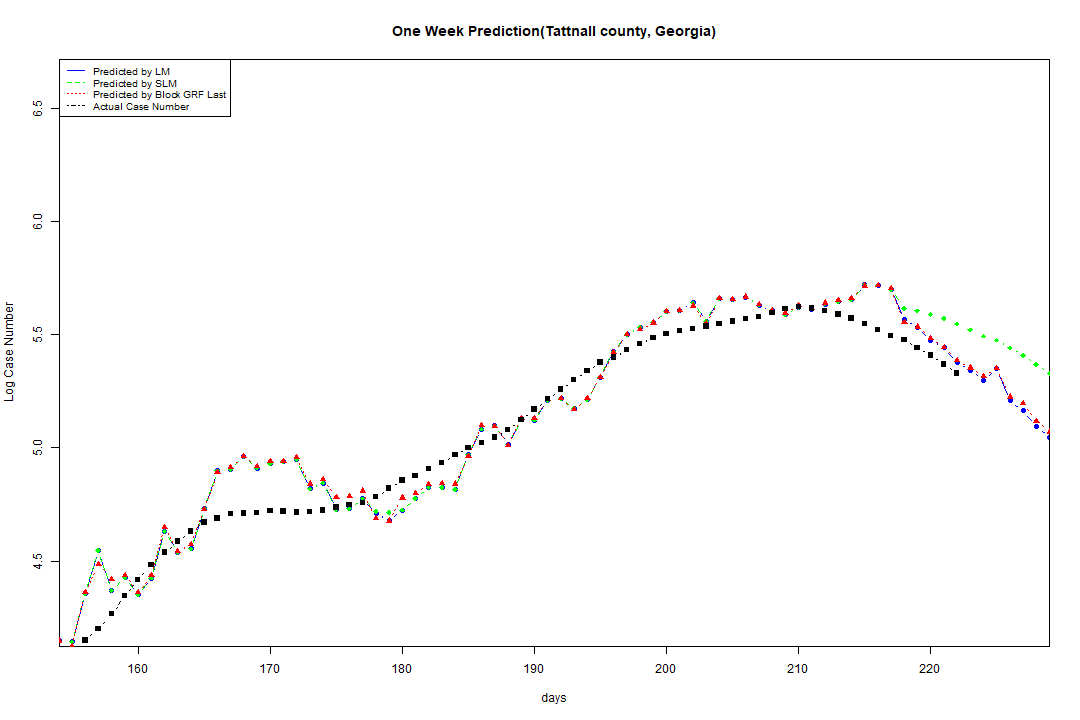 One Week Prediction(Tattnall county, Georgia)
Predicted by LM
Predicted by SLM
Predicted by Block GRF Last
Actual Case Number
6.5
6.0
5.5
5.0
4.5
Log Case Number
160 170 180 190 200 210 220
days